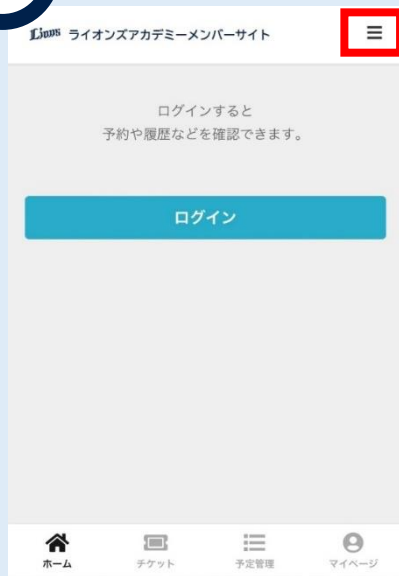 Lions ライオンズアカデミーメンバーサイト
ログインすると
予約や履歴などを確認できます。
ログイン
ホーム チケット 予定管理 マイページ